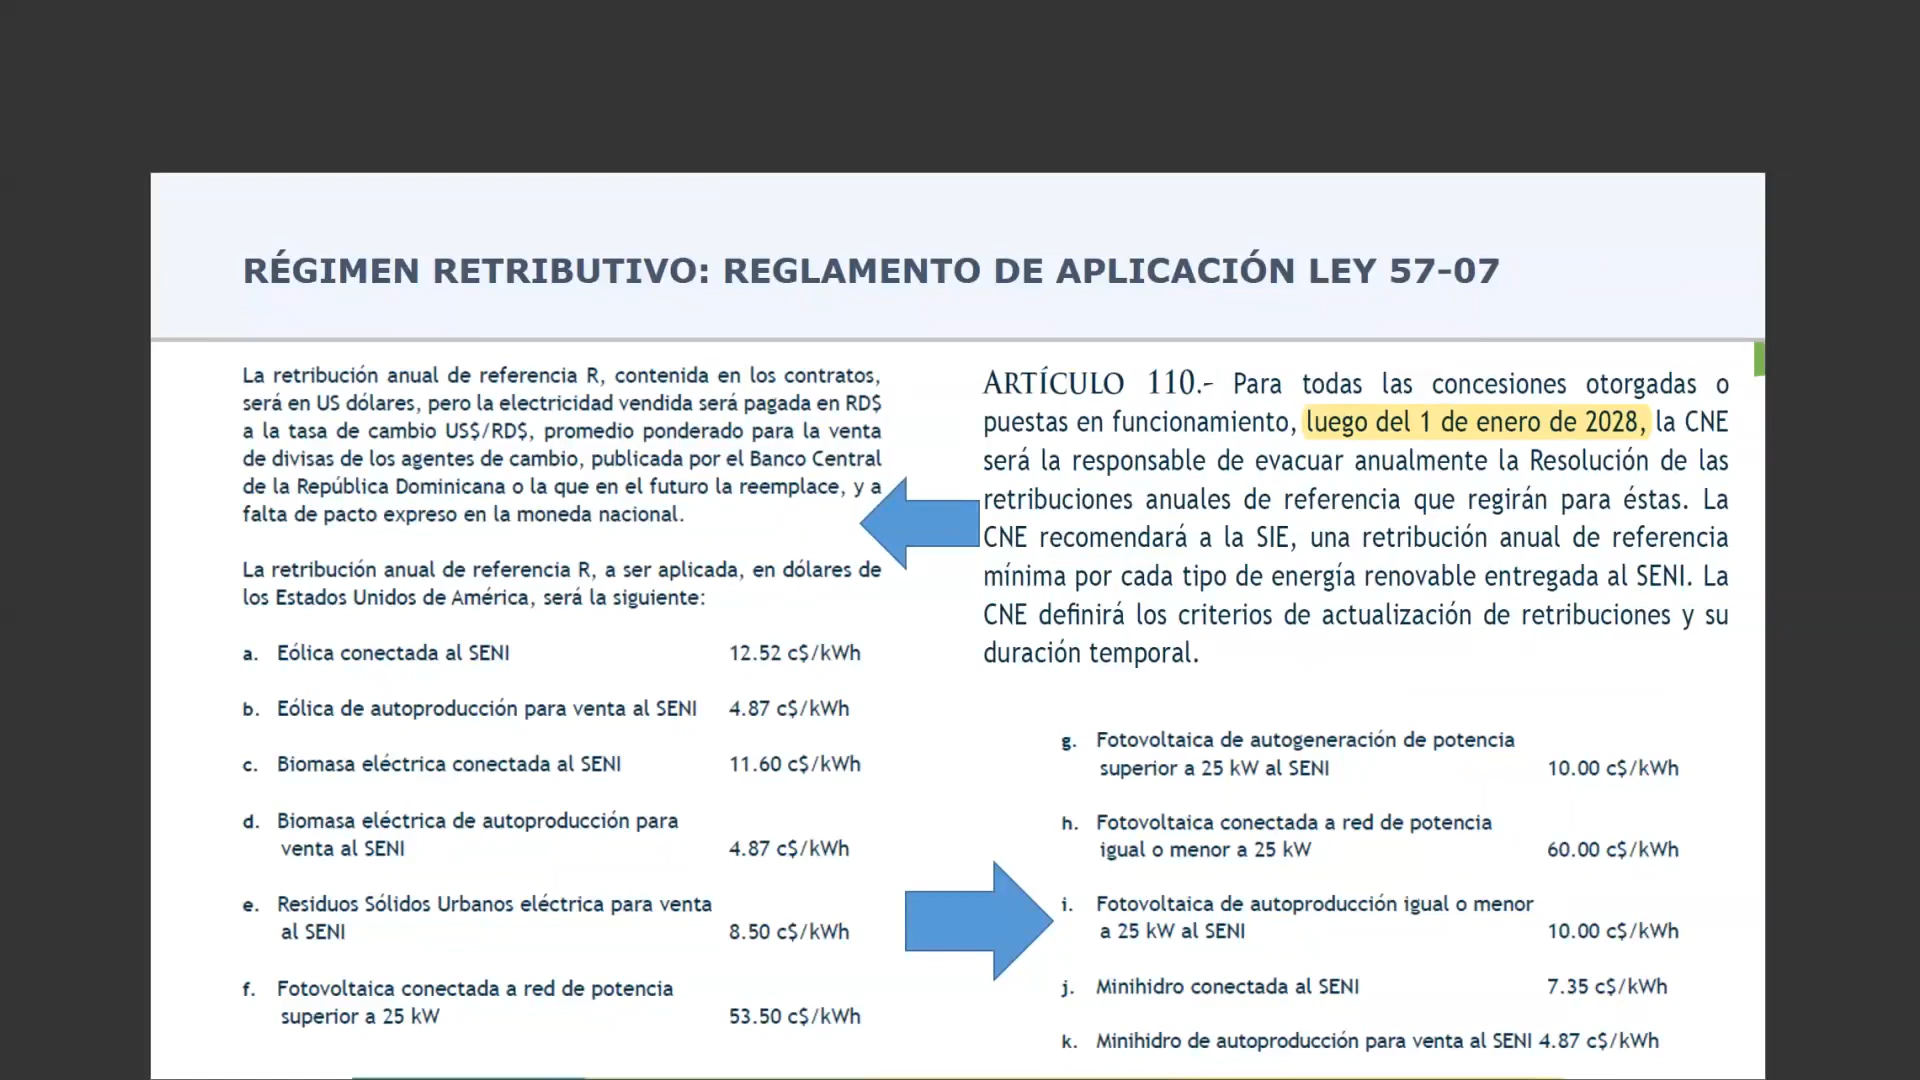 RÉGIMEN RETRIBUTIVO: REGLAMENTO DE APLICACIÓN LEY 57-07
La retribución anual de referencia R, contenida en los contratos,
será en US dólares, pero la electricidad vendida será pagada en RD$
a la tasa de cambio US$/RD$, promedio ponderado para la venta
de divisas de los agentes de cambio, publicada por el Banco Central
de la República Dominicana o la que en el futuro la reemplace, y a
falta de pacto expreso en la moneda nacional.
La retribución anual de referencia R, a ser aplicada, en dólares de
los Estados Unidos de América, será la siguiente:
a. Eólica conectada al SENI 12.52 c$/kWh
b. Eólica de autoproducción para venta al SENI 4.87 c$/kWh
c. Biomasa eléctrica conectada al SENI 11.60 c$/kWh
d. Biomasa eléctrica de autoproducción para
venta al SENI 4.87 c$/kWh
e. Residuos Sólidos Urbanos eléctrica para venta
al SENI 8.50 c$/kWh
f. Fotovoltaica conectada a red de potencia
superior a 25 kW 53.50 c$/kWh
ARTÍCULO 110.- Para todas las concesiones otorgadas o
puestas en funcionamiento, luego del 1 de enero de 2028, la CNE
será la responsable de evacuar anualmente la Resolución de las
retribuciones anuales de referencia que regirán para éstas. La
CNE recomendará a la SIE, una retribución anual de referencia
mínima por cada tipo de energía renovable entregada al SENI. La
CNE definirá los criterios de actualización de retribuciones y su
duración temporal.
g. Fotovoltaica de autogeneración de potencia
superior a 25 kW al SENI 10.00 c$/kWh
h. Fotovoltaica conectada a red de potencia
igual o menor a 25 kW 60.00 c$/kWh
i. Fotovoltaica de autoproducción igual o menor
a 25 kW al SENI 10.00 c$/kWh
j. Minihidro conectada al SENI 7.35 c$/kWh
k. Minihidro de autoproducción para venta al SENI 4.87 c$/kWh